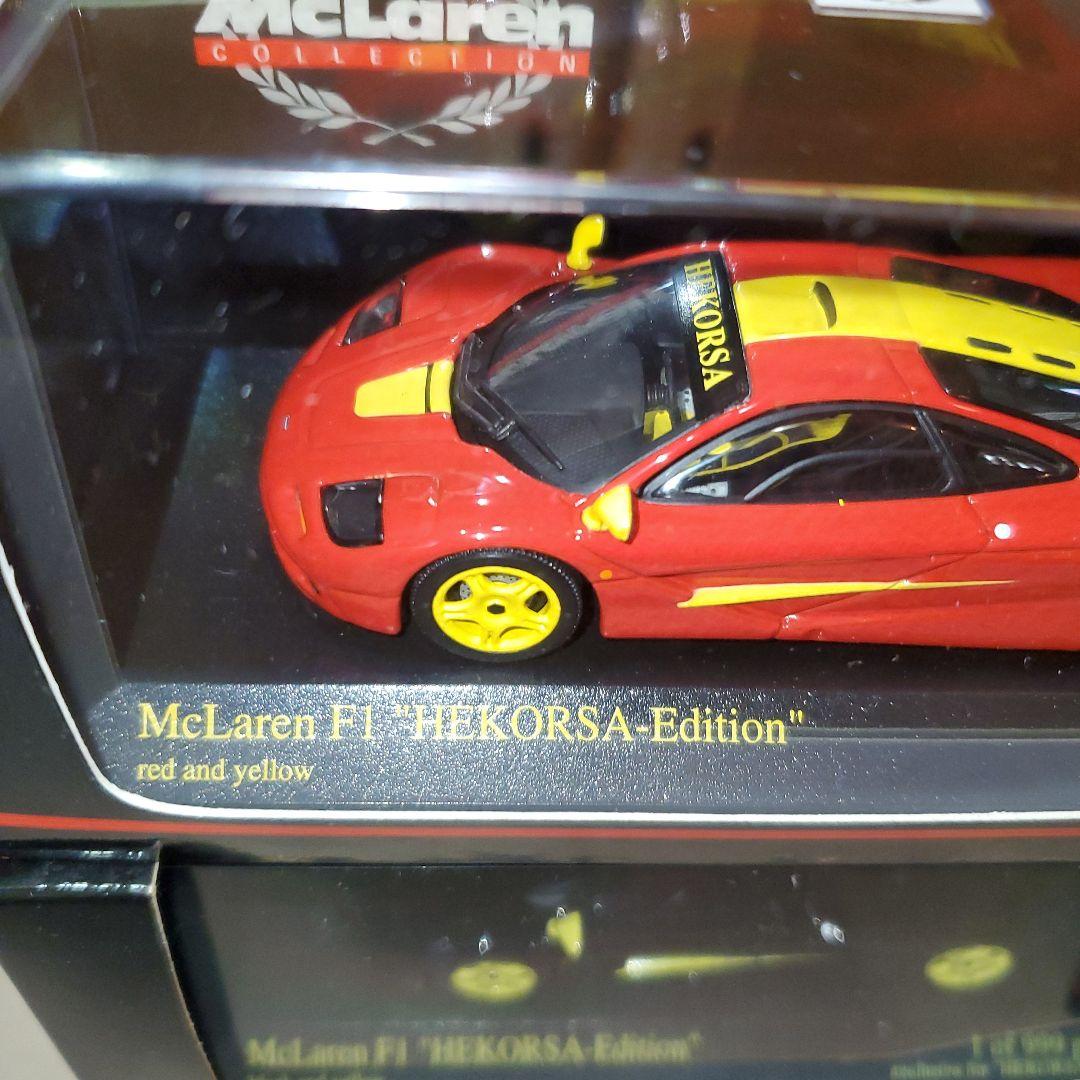 McLaren
COLLECTION
HEKORSA
McLaren F1 "HEKORSA-Edition"
red and yellow
McLaren F1 "HEKORSA-Edition"
1 of 999